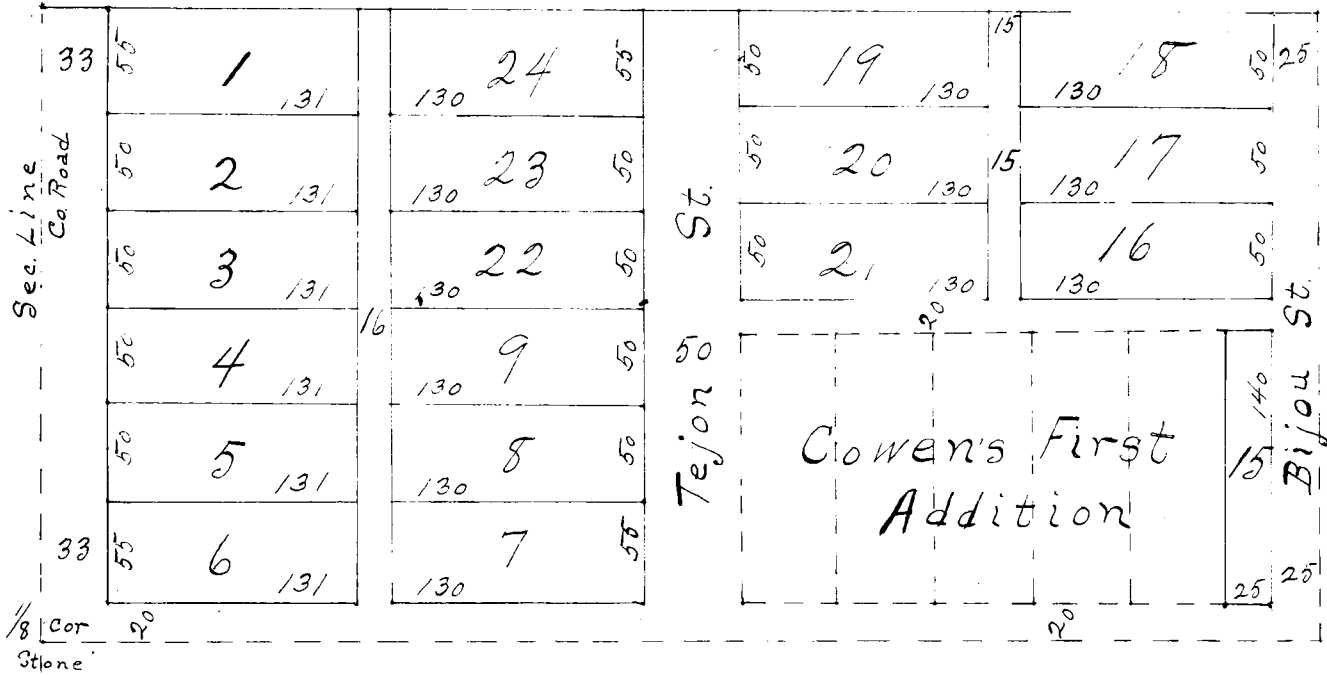 33 55 1 131 130 24 55 50 19 130 15 130 18 50 25
50 2 131 130 23 50 50 20 130 15 130 17 50
50 3 131 130 22 50 50 21 130 130 16 50
Sec. Line
Co. Road
16
20
50 4 131 130 9 50
50 5 131 130 8 50
33 55 6 131 130 7 55
Tejon 50 St.
Cowen's First
Addition
140
15
25
25
Bijou St.
1/8 Cor
Stone
20
20